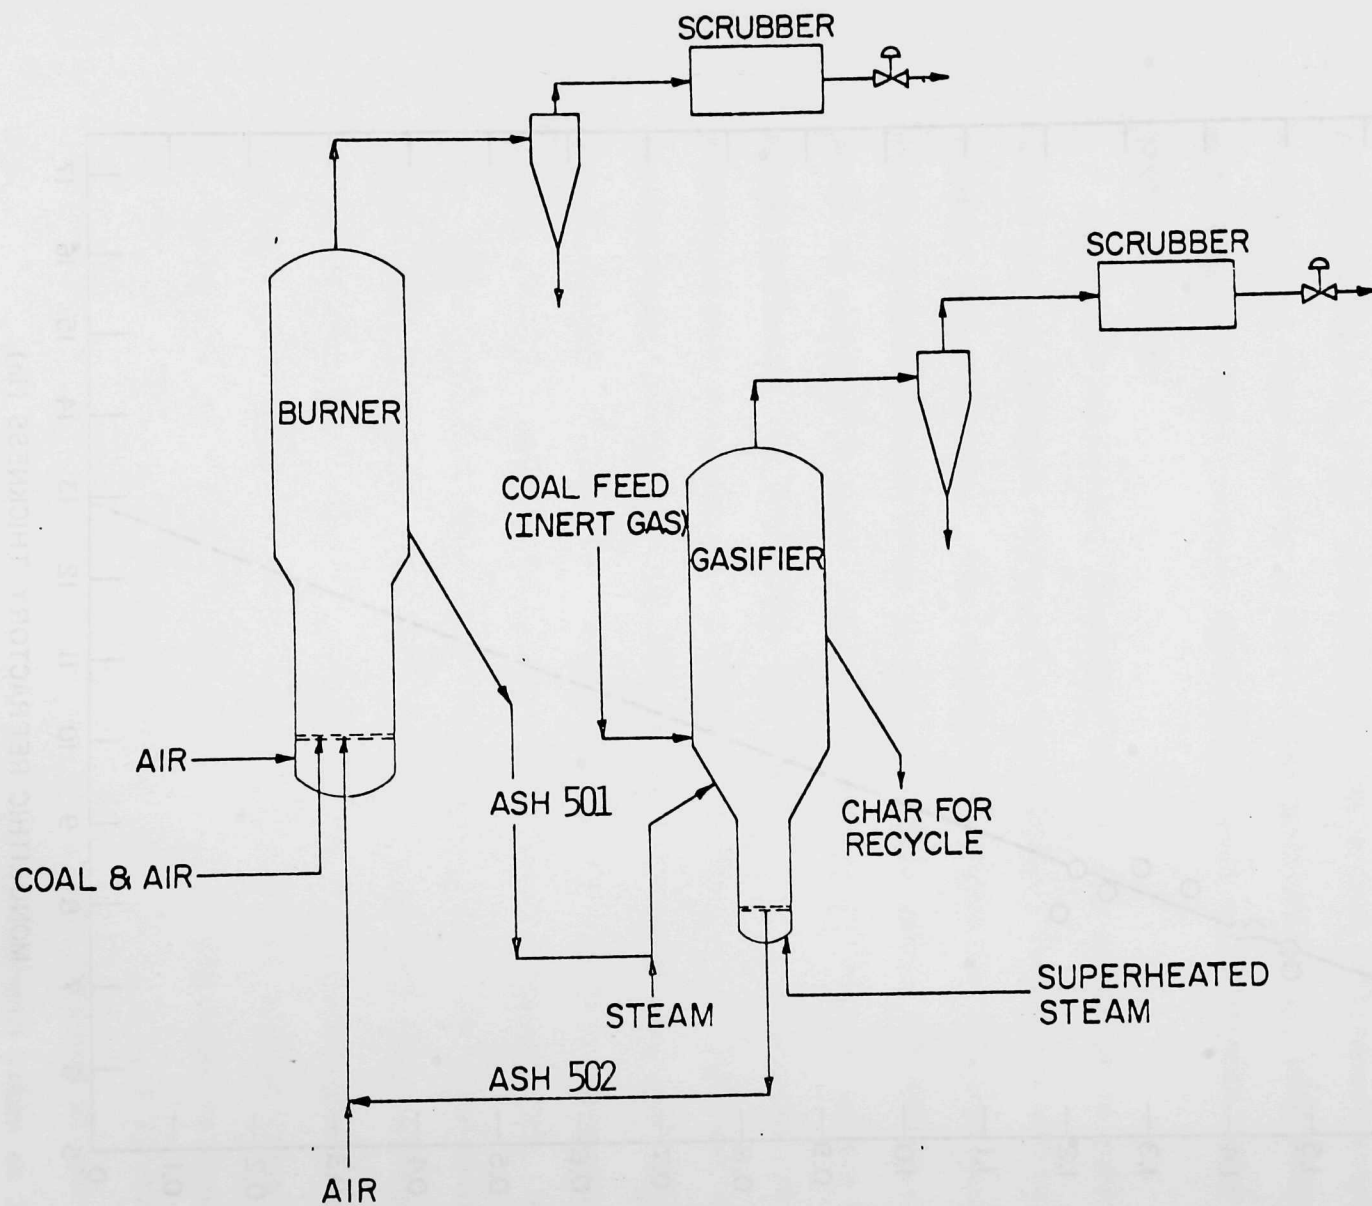 SCRUBBER
SCRUBBER
BURNER
COAL FEED
(INERT GAS)
GASIFIER
AIR
ASH 501
CHAR FOR
RECYCLE
COAL & AIR
SUPERHEATED
STEAM
STEAM
ASH 502
AIR